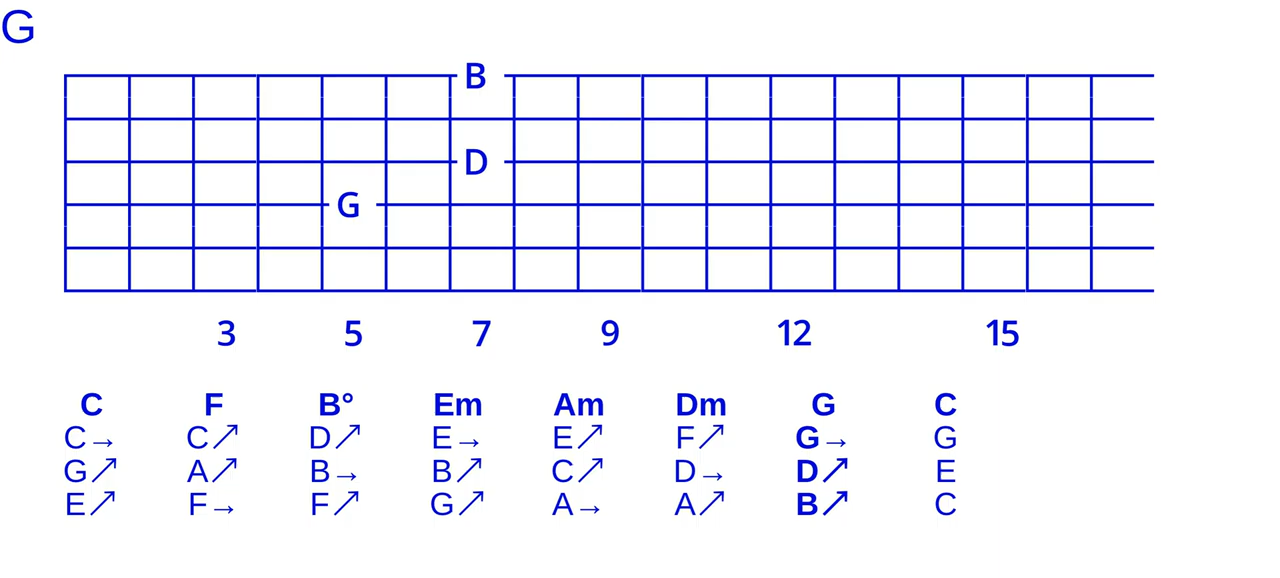 G
B
D
G
3 5 7 9 12 15
C F B° Em Am Dm G C
C→ C↗ D↗ E→ E↗ F↗ G→ G
G↗ A↗ B→ B↗ C↗ D→ D↗ E
E↗ F→ F↗ G↗ A→ A↗ B↗ C